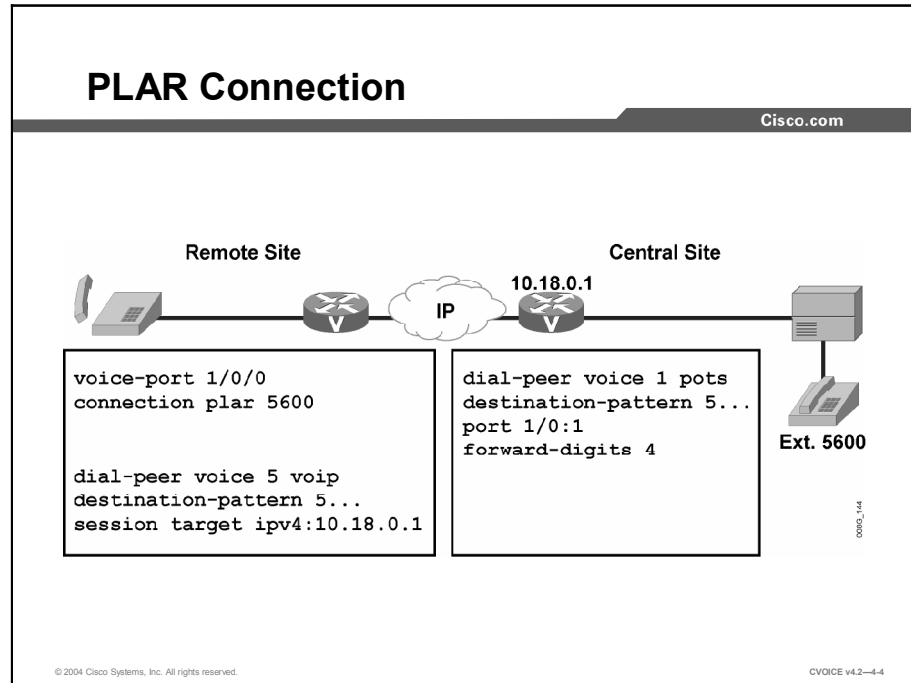 PLAR Connection
Cisco.com
Remote Site
Central Site
10.18.0.1
IP
V
V
voice-port 1/0/0
connection plar 5600
dial-peer voice 5 voip
destination-pattern 5...
session target ipv4:10.18.0.1
dial-peer voice 1 pots
destination-pattern 5...
port 1/0:1
forward-digits 4
Ext. 5600
008G_144
© 2004 Cisco Systems, Inc. All rights reserved.
CVOICE v4.2—4-4